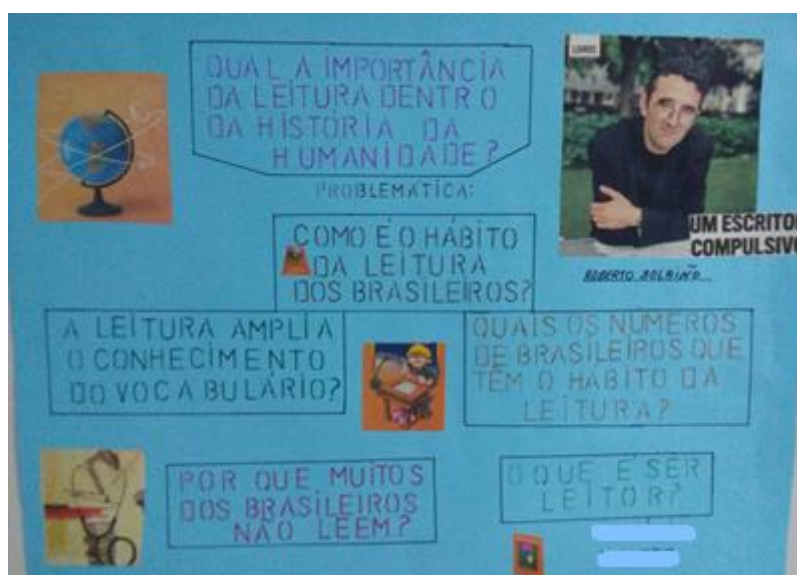 QUAL A IMPORTÂNCIA
DA LEITURA DENTRO
DA HISTÓRIA DA
HUMANIDADE?
LIVROS
PROBLEMÁTICA:
UM ESCRITOR
COMPULSIVO
ROBERTO BOLAÑO
COMO É O HÁBITO
DA LEITURA
DOS BRASILEIROS?
A LEITURA AMPLIA
O CONHECIMENTO
DO VOCABULÁRIO?
QUAIS OS NÚMEROS
DE BRASILEIROS QUE
TÊM O HÁBITO DA
LEITURA?
POR QUE MUITOS
DOS BRASILEIROS
NÃO LEEM?
O QUE É SER
LEITOR?